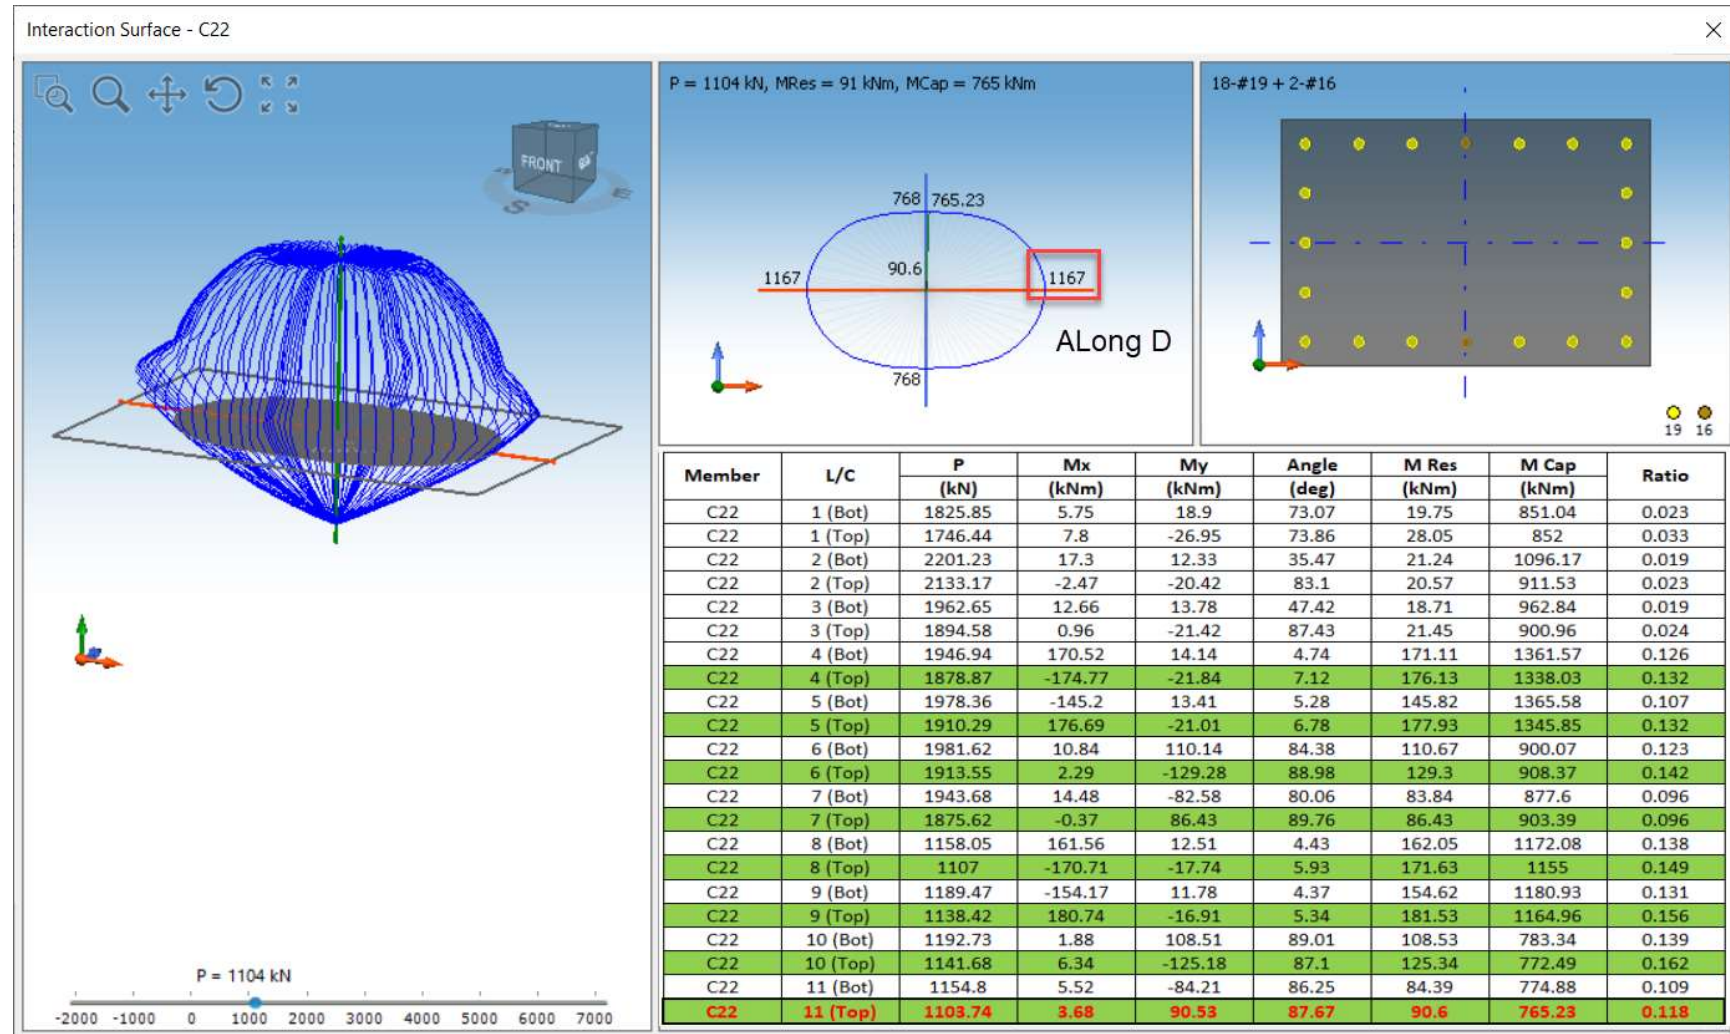 Interaction Surface - C22
FRONT
S
E
P = 1104 kN, MRes = 91 kNm, MCap = 765 kNm
768 765.23
90.6
1167 1167
ALong D
768
18-#19 + 2-#16
19 16
P = 1104 kN
-2000 -1000 0 1000 2000 3000 4000 5000 6000 7000
Member L/C P Mx My Angle M Res M Cap Ratio
(kN) (kNm) (kNm) (deg) (kNm) (kNm)
C22 1 (Bot) 1825.85 5.75 18.9 73.07 19.75 851.04 0.023
C22 1 (Top) 1746.44 7.8 -26.95 73.86 28.05 852 0.033
C22 2 (Bot) 2201.23 17.3 12.33 35.47 21.24 1096.17 0.019
C22 2 (Top) 2133.17 -2.47 -20.42 83.1 20.57 911.53 0.023
C22 3 (Bot) 1962.65 12.66 13.78 47.42 18.71 962.84 0.019
C22 3 (Top) 1894.58 0.96 -21.42 87.43 21.45 900.96 0.024
C22 4 (Bot) 1946.94 170.52 14.14 4.74 171.11 1361.57 0.126
C22 4 (Top) 1878.87 -174.77 -21.84 7.12 176.13 1338.03 0.132
C22 5 (Bot) 1978.36 -145.2 13.41 5.28 145.82 1365.58 0.107
C22 5 (Top) 1910.29 176.69 -21.01 6.78 177.93 1345.85 0.132
C22 6 (Bot) 1981.62 10.84 110.14 84.38 110.67 900.07 0.123
C22 6 (Top) 1913.55 2.29 -129.28 88.98 129.3 908.37 0.142
C22 7 (Bot) 1943.68 14.48 -82.58 80.06 83.84 877.6 0.096
C22 7 (Top) 1875.62 -0.37 86.43 89.76 86.43 903.39 0.096
C22 8 (Bot) 1158.05 161.56 12.51 4.43 162.05 1172.08 0.138
C22 8 (Top) 1107 -170.71 -17.74 5.93 171.63 1155 0.149
C22 9 (Bot) 1189.47 -154.17 11.78 4.37 154.62 1180.93 0.131
C22 9 (Top) 1138.42 180.74 -16.91 5.34 181.53 1164.96 0.156
C22 10 (Bot) 1192.73 1.88 108.51 89.01 108.53 783.34 0.139
C22 10 (Top) 1141.68 6.34 -125.18 87.1 125.34 772.49 0.162
C22 11 (Bot) 1154.8 5.52 -84.21 86.25 84.39 774.88 0.109
C22 11 (Top) 1103.74 3.68 90.53 87.67 90.6 765.23 0.118